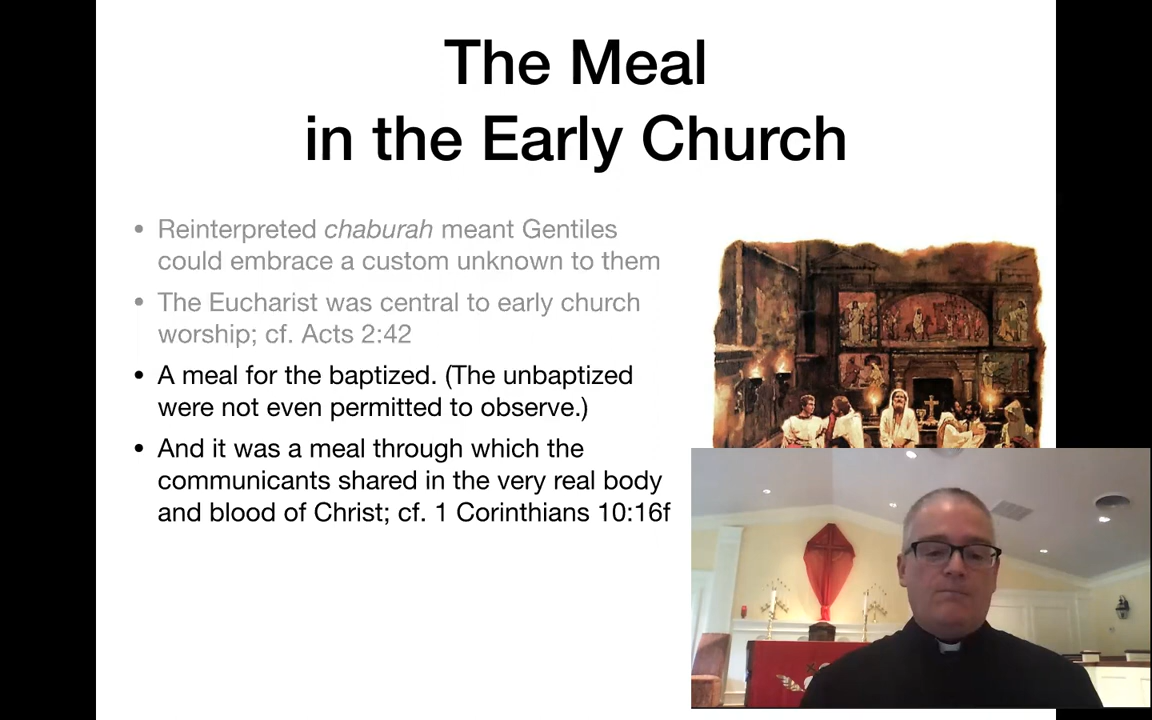 The Meal
in the Early Church
• Reinterpreted chaburah meant Gentiles
could embrace a custom unknown to them
• The Eucharist was central to early church
worship; cf. Acts 2:42
• A meal for the baptized. (The unbaptized
were not even permitted to observe.)
• And it was a meal through which the
communicants shared in the very real body
and blood of Christ; cf. 1 Corinthians 10:16f